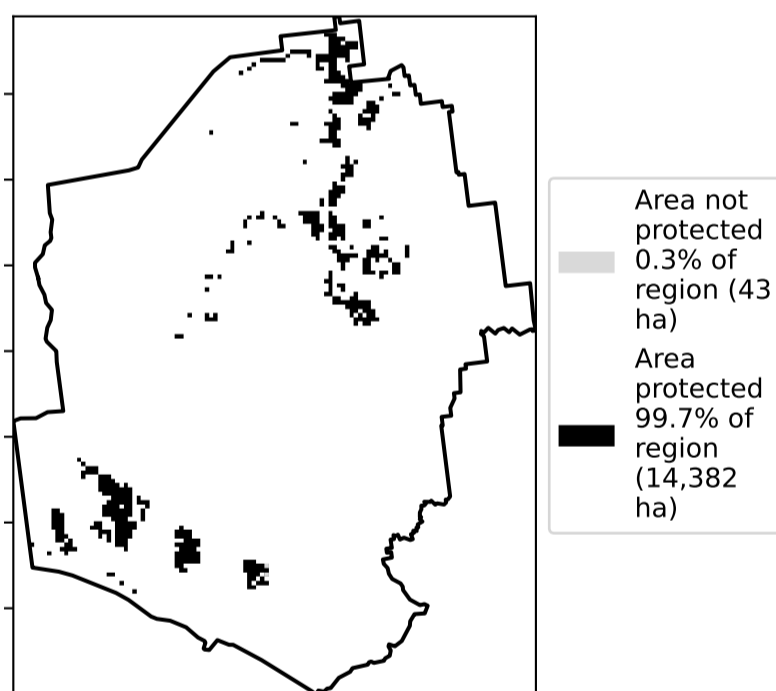 Area not
protected
0.3% of
region (43
ha)
Area
protected
99.7% of
region
(14,382
ha)